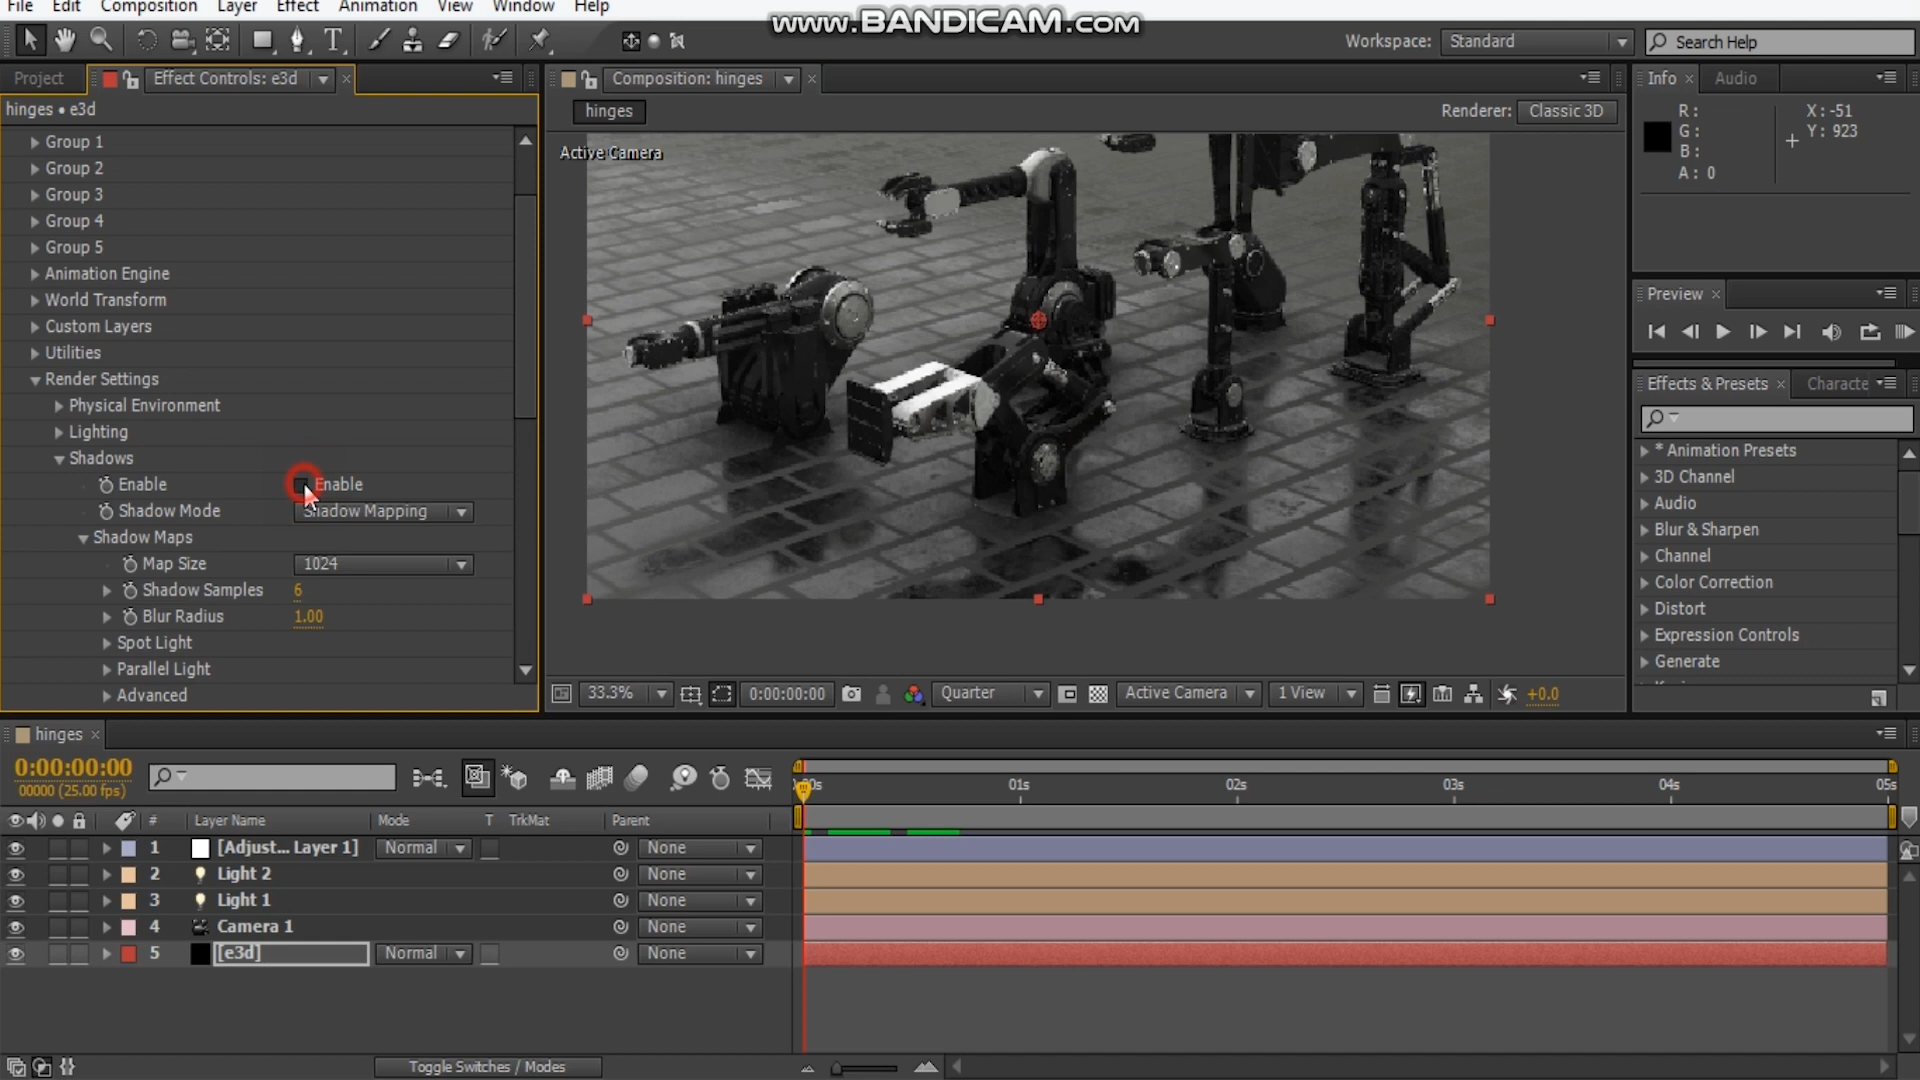 File Edit Composition Layer Effect Animation View Window Help
www.BANDICAM.com
Workspace: Standard
Search Help
Project
Effect Controls: e3d
Composition: hinges
Info
Audio
hinges • e3d
hinges
Renderer: Classic 3D
Active Camera
R:
G:
B:
A: 0
X: -51
Y: 923
Group 1
Group 2
Group 3
Group 4
Group 5
Animation Engine
World Transform
Custom Layers
Utilities
Render Settings
Physical Environment
Lighting
Shadows
Enable Enable
Shadow Mode Shadow Mapping
Shadow Maps
Map Size 1024
Shadow Samples 6
Blur Radius 1.00
Spot Light
Parallel Light
Advanced
33.3% 0:00:00:00 Quarter Active Camera 1 View +0.0
Preview
Effects & Presets
Characte
* Animation Presets
3D Channel
Audio
Blur & Sharpen
Channel
Color Correction
Distort
Expression Controls
Generate
hinges
0:00:00:00
00000 (25.00 fps)
01s 02s 03s 04s 05s
# Layer Name Mode T TrkMat Parent
1 [Adjust... Layer 1] Normal None
2 Light 2 None
3 Light 1 None
4 Camera 1 None
5 [e3d] Normal None
Toggle Switches / Modes